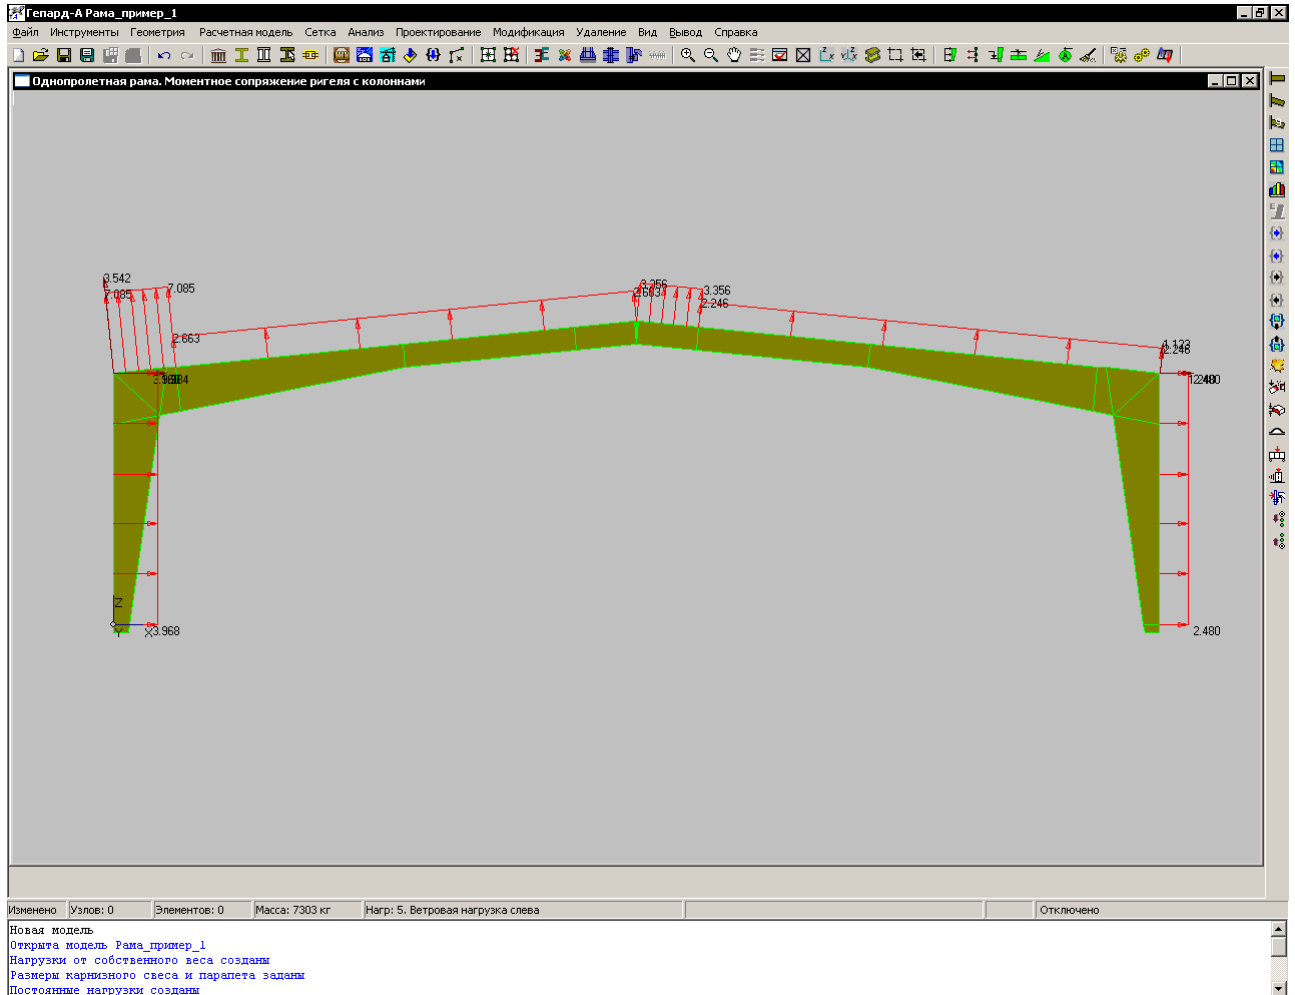 Гепард-А Рама_пример_1
Файл Инструменты Геометрия Расчетная модель Сетка Анализ Проектирование Модификация Удаление Вид Вывод Справка
Однопролетная рама. Моментное сопряжение ригеля с колоннами
3.542
7.085
7.085
2.663
3.356
2.663
3.356
2.246
1.123
2.246
2.480
Z
Y
X
3.968
2.480
Изменено Узлов: 0 Элементов: 0 Масса: 7303 кг Нагр: 5. Ветровая нагрузка слева Отключено
Новая модель
Открыта модель Рама_пример_1
Нагрузки от собственного веса созданы
Размеры карнизного свеса и парапета заданы
Постоянные нагрузки созданы